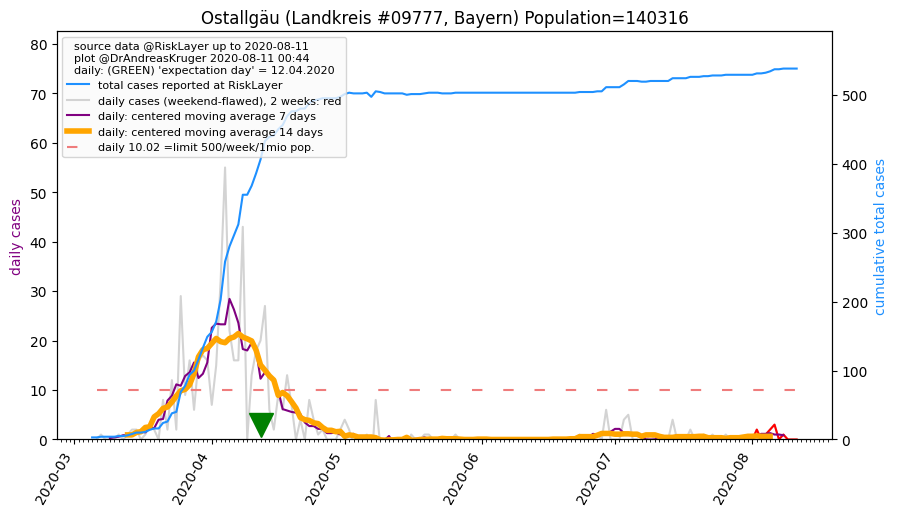 Ostallgäu (Landkreis #09777, Bayern) Population=140316
source data @RiskLayer up to 2020-08-11
plot @DrAndreasKruger 2020-08-11 00:44
daily: (GREEN) 'expectation day' = 12.04.2020
total cases reported at RiskLayer
daily cases (weekend-flawed), 2 weeks: red
daily: centered moving average 7 days
daily: centered moving average 14 days
daily 10.02 =limit 500/week/1mio pop.
daily cases
80
70
60
50
40
30
20
10
0
cumulative total cases
500
400
300
200
100
0
2020-03
2020-04
2020-05
2020-06
2020-07
2020-08